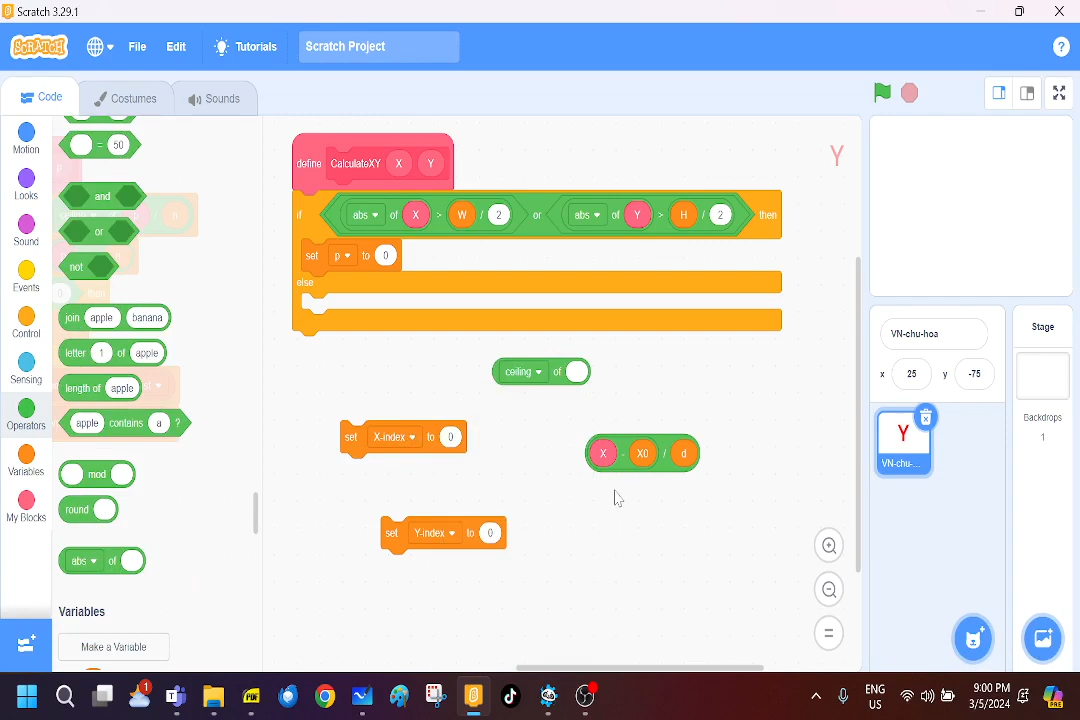 Scratch 3.29.1
SCRATCH File Edit Tutorials Scratch Project ?
Code Costumes Sounds
Motion
Looks
Sound
Events
Control
Sensing
Operators
Variables
My Blocks
= 50
and
or
not
join apple banana
letter 1 of apple
length of apple
apple contains a ?
mod
round
abs of
Variables
Make a Variable
define CalculateXY X Y
if abs of X > W / 2 or abs of Y > H / 2 then
set p to 0
else
ceiling of
set X-index to 0
X - X0 / d
set Y-index to 0
Y
VN-chu-hoa
x 25 y -75
Y
VN-chu-...
Stage
Backdrops
1
1
PDF
ENG
US
9:00 PM
3/5/2024
PRE